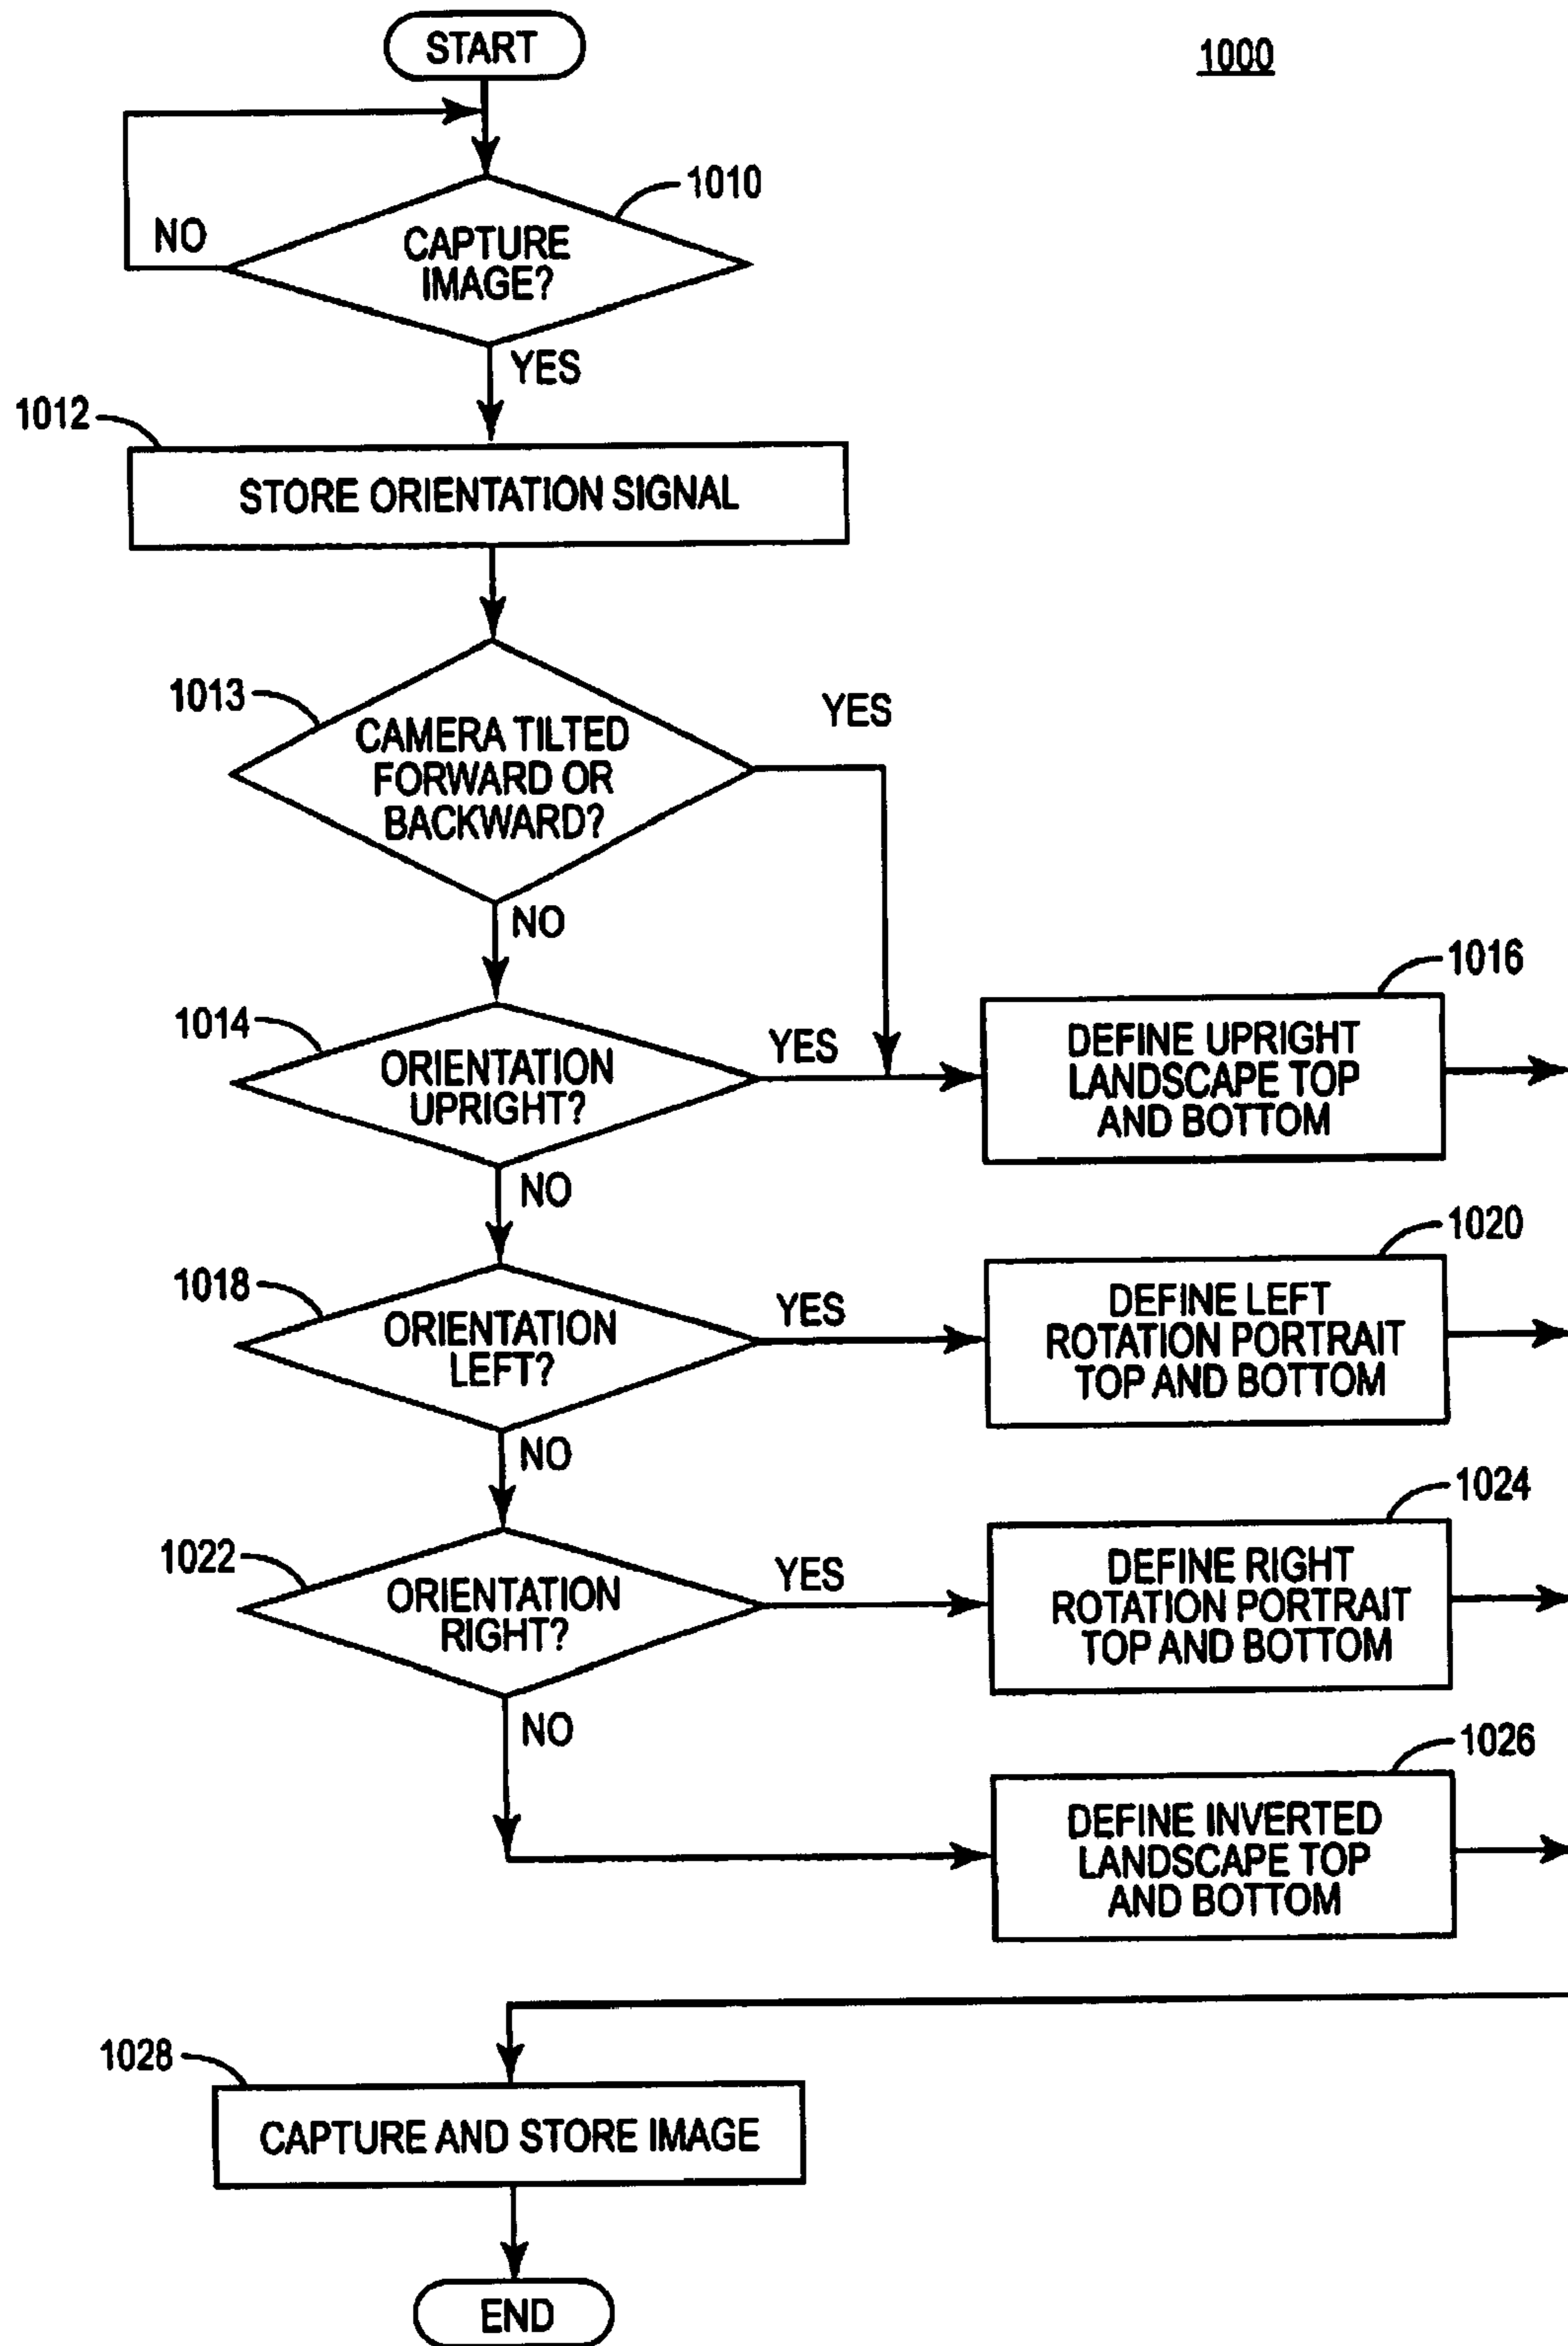 START
1000
1010
NO
CAPTURE
IMAGE?
YES
1012
STORE ORIENTATION SIGNAL
1013
YES
CAMERA TILTED
FORWARD OR
BACKWARD?
NO
1016
1014
YES
ORIENTATION
UPRIGHT?
DEFINE UPRIGHT
LANDSCAPE TOP
AND BOTTOM
NO
1020
1018
YES
ORIENTATION
LEFT?
DEFINE LEFT
ROTATION PORTRAIT
TOP AND BOTTOM
NO
1024
1022
YES
ORIENTATION
RIGHT?
DEFINE RIGHT
ROTATION PORTRAIT
TOP AND BOTTOM
NO
1026
DEFINE INVERTED
LANDSCAPE TOP
AND BOTTOM
1028
CAPTURE AND STORE IMAGE
END